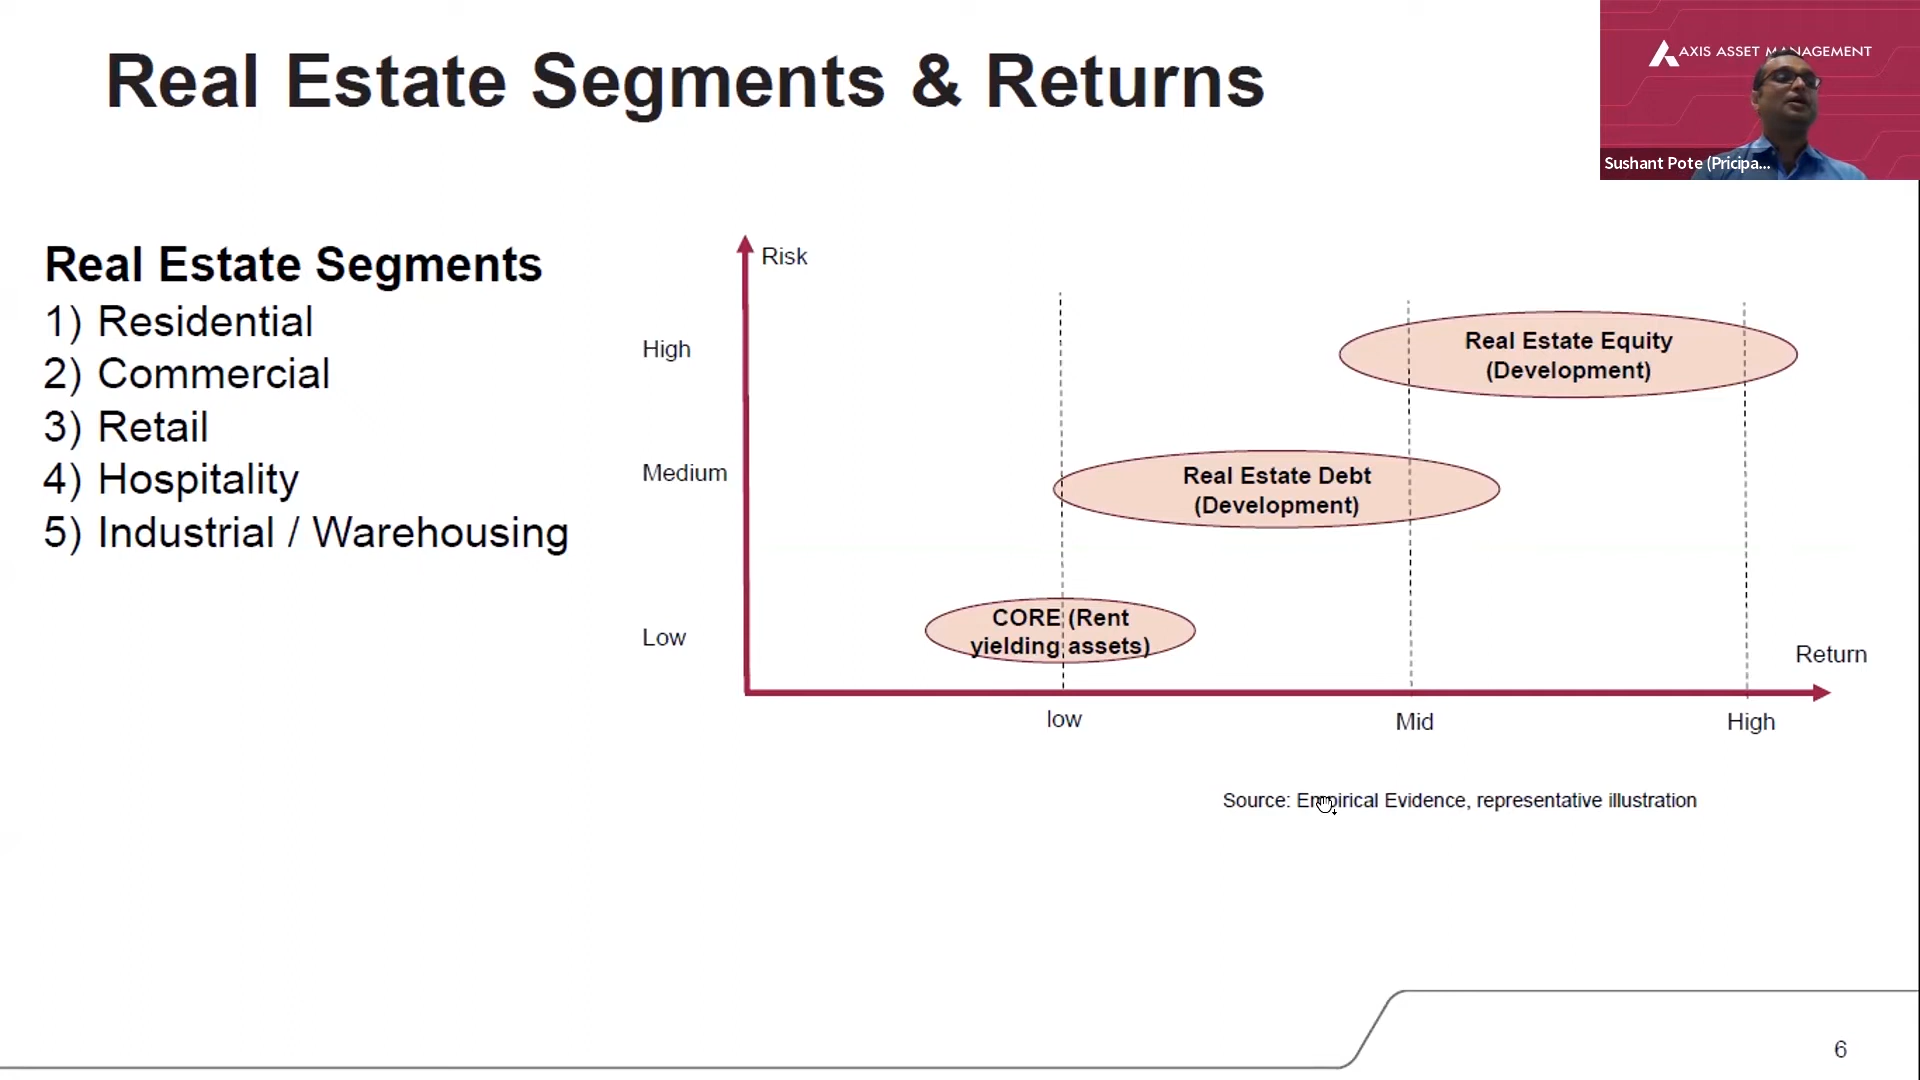 Real Estate Segments & Returns
AXIS ASSET MANAGEMENT
Sushant Pote (Pricipa...
Real Estate Segments
1) Residential
2) Commercial
3) Retail
4) Hospitality
5) Industrial / Warehousing
Risk
High
Medium
Low
Real Estate Equity
(Development)
Real Estate Debt
(Development)
CORE (Rent
yielding assets)
Return
low
Mid
High
Source: Empirical Evidence, representative illustration
6